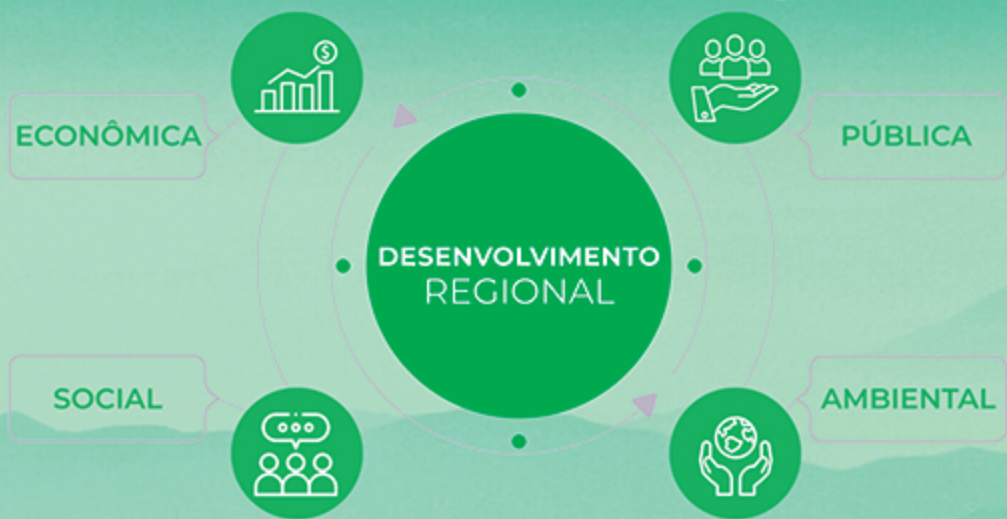 ECONÔMICA
PÚBLICA
DESENVOLVIMENTO
REGIONAL
SOCIAL
AMBIENTAL